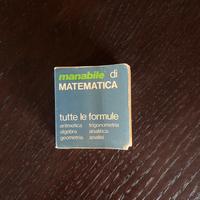 manabile di
MATEMATICA
tutte le formule
aritmetica trigonometria
algebra analitica
geometria analisi